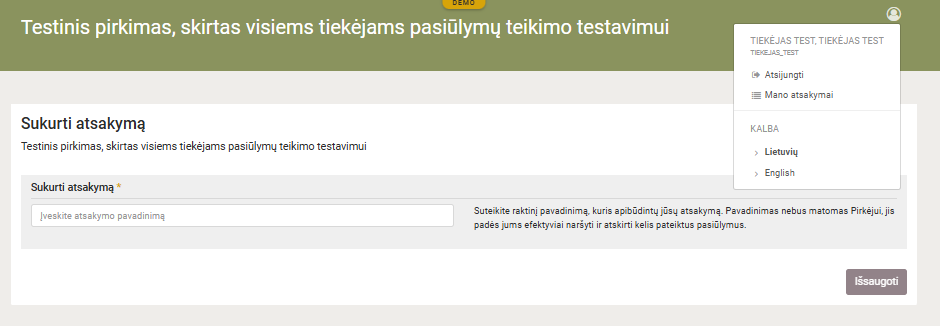 DEMO
Testinis pirkimas, skirtas visiems tiekėjams pasiūlymų teikimo testavimui
TIEKĖJAS TEST, TIEKĖJAS TEST
TIEKEJAS_TEST
Atsijungti
Mano atsakymai
KALBA
Lietuvių
English
Sukurti atsakymą
Testinis pirkimas, skirtas visiems tiekėjams pasiūlymų teikimo testavimui
Sukurti atsakymą *
Įveskite atsakymo pavadinimą
Suteikite raktinį pavadinimą, kuris apibūdintų jūsų atsakymą. Pavadinimas nebus matomas Pirkėjui, jis
padės jums efektyviai naršyti ir atskirti kelis pateiktus pasiūlymus.
Išsaugoti